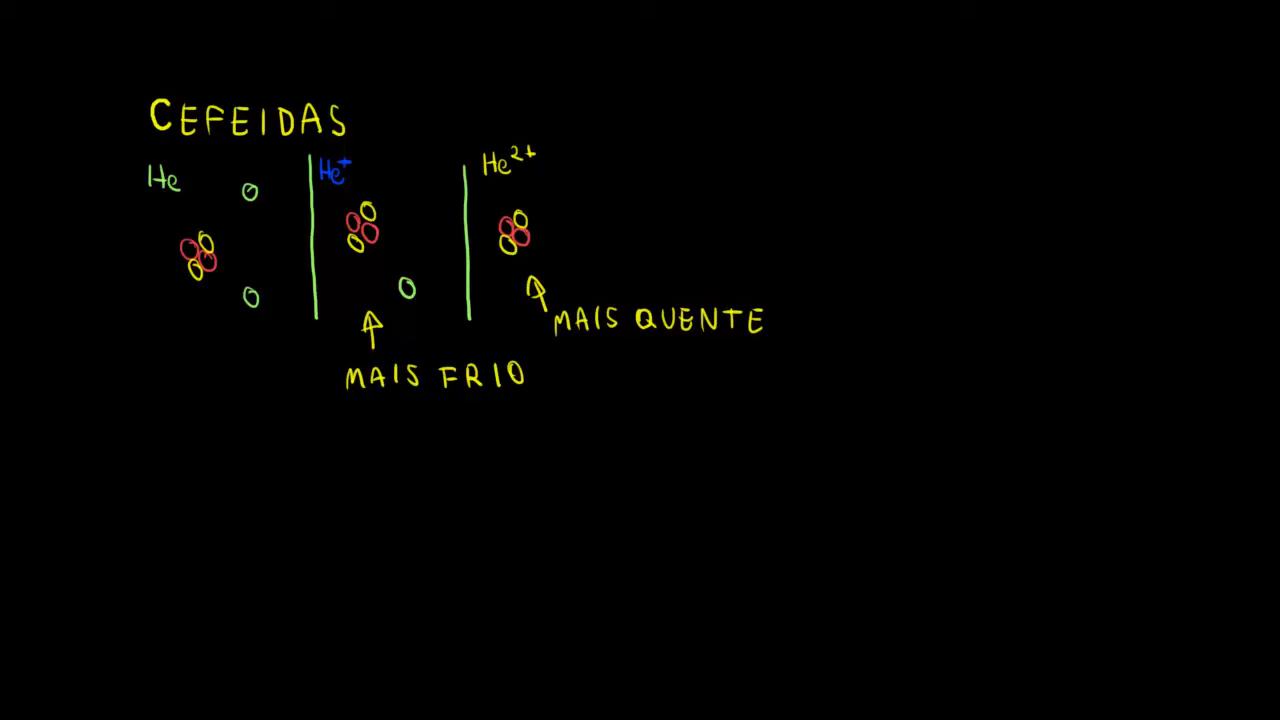 CEFEIDAS
He
He⁺
He²⁺
MAIS QUENTE
MAIS FRIO